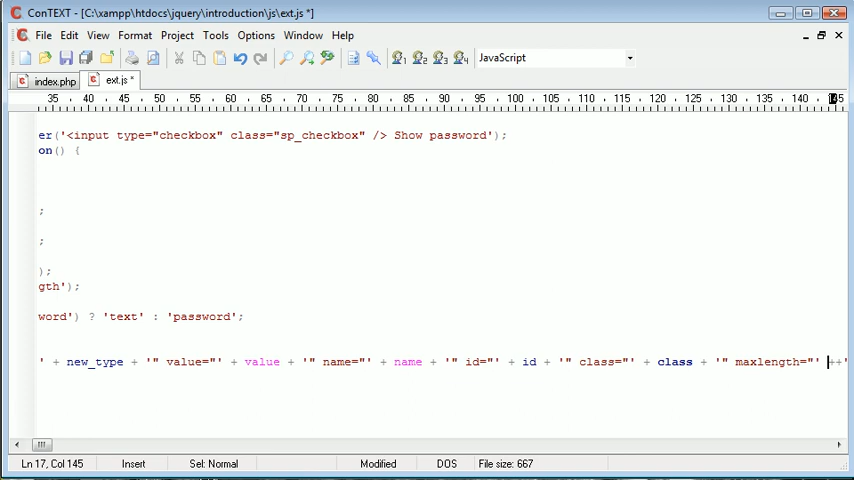 ConTEXT - [C:\xampp\htdocs\jquery\introduction\js\ext.js *]
File Edit View Format Project Tools Options Window Help
JavaScript
index.php ext.js *
35 40 45 50 55 60 65 70 75 80 85 90 95 100 105 110 115 120 125 130 135 140
er('<input type="checkbox" class="sp_checkbox" /> Show password');
on() {
;
;
);
gth');
word') ? 'text' : 'password';
' + new_type + '" value="' + value + '" name="' + name + '" id="' + id + '" class="' + class + '" maxlength="' ++'
Ln 17, Col 145 Insert Sel: Normal Modified DOS File size: 667